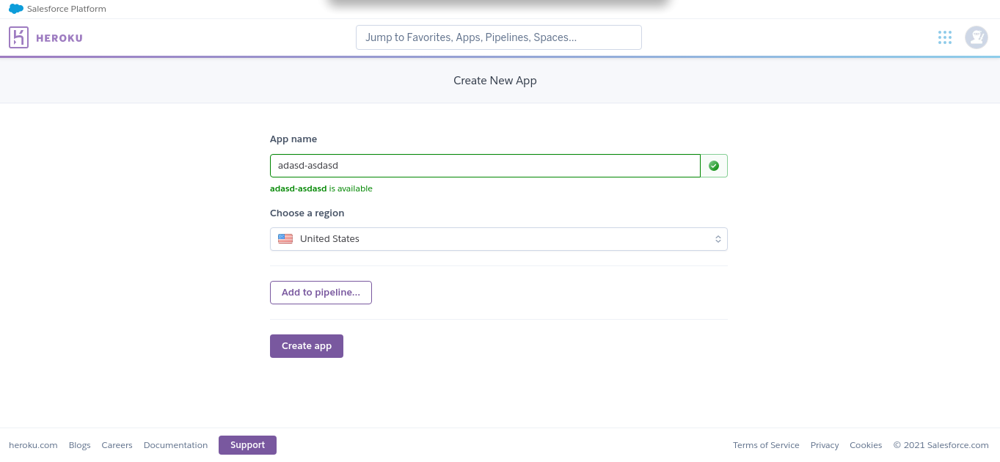 Salesforce Platform
HEROKU
Jump to Favorites, Apps, Pipelines, Spaces...
Create New App
App name
adasd-asdasd
adasd-asdasd is available
Choose a region
United States
Add to pipeline...
Create app
heroku.com Blogs Careers Documentation Support Terms of Service Privacy Cookies © 2021 Salesforce.com